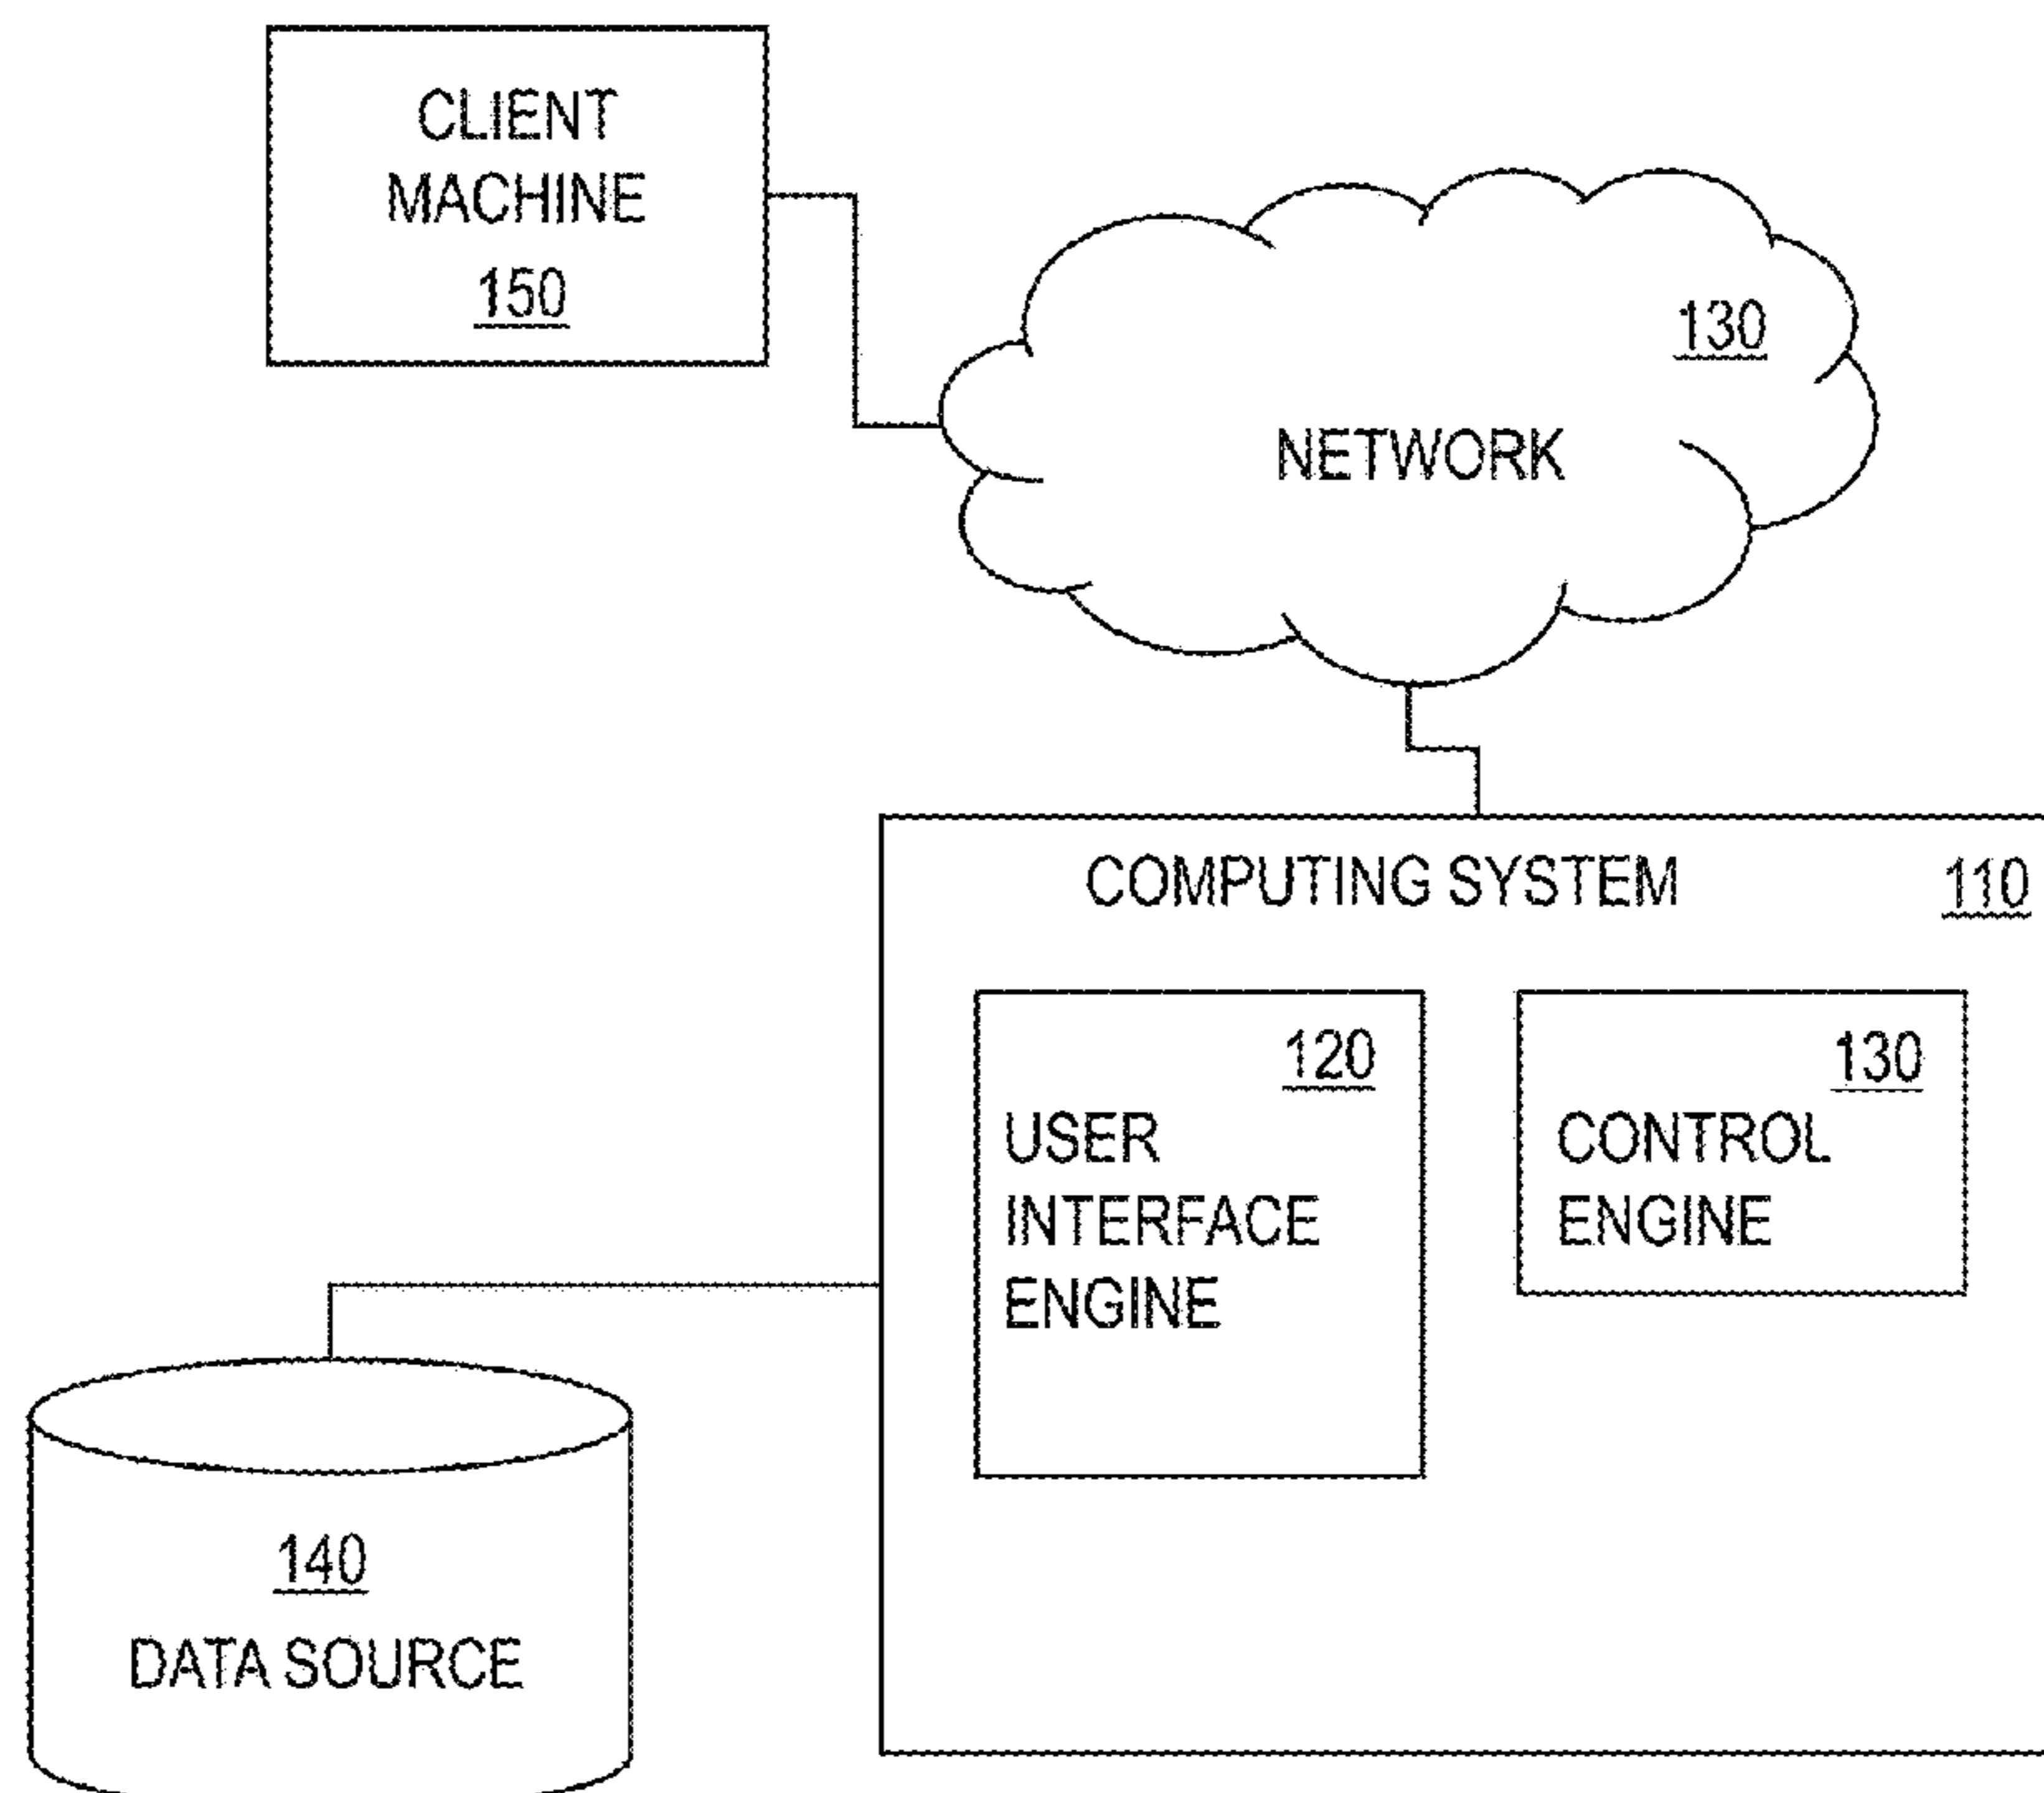 CLIENT
MACHINE
150
130
NETWORK
COMPUTING SYSTEM 110
120
USER
INTERFACE
ENGINE
130
CONTROL
ENGINE
140
DATA SOURCE